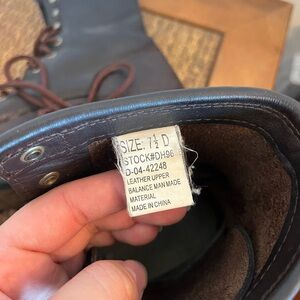 SIZE: 7½ D
STOCK#DH96
D-04-42248
LEATHER UPPER
BALANCE MAN MADE
MATERIAL
MADE IN CHINA